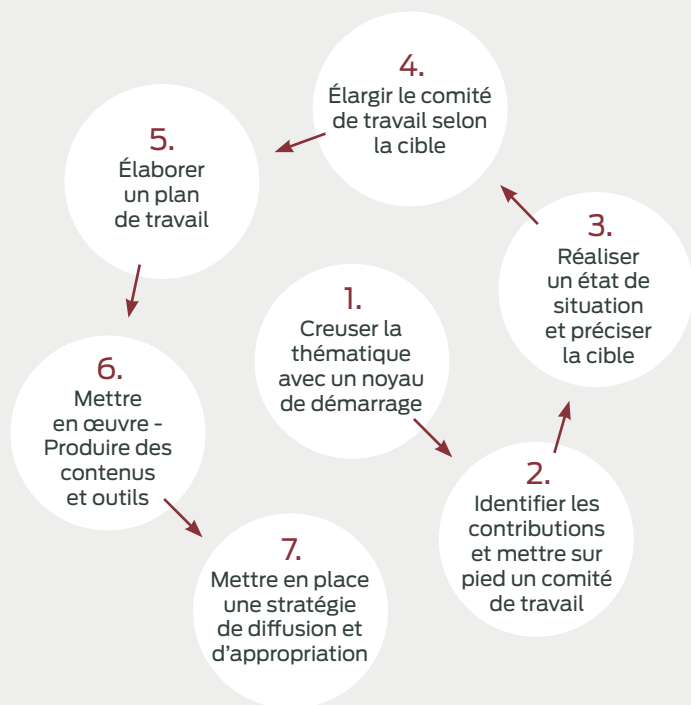 1.
Creuser la
thématique
avec un noyau
de démarrage
2.
Identifier les
contributions
et mettre sur
pied un comité
de travail
3.
Réaliser
un état de
situation
et préciser
la cible
4.
Élargir le comité
de travail selon
la cible
5.
Élaborer
un plan
de travail
6.
Mettre
en œuvre -
Produire des
contenus
et outils
7.
Mettre en place
une stratégie
de diffusion et
d'appropriation